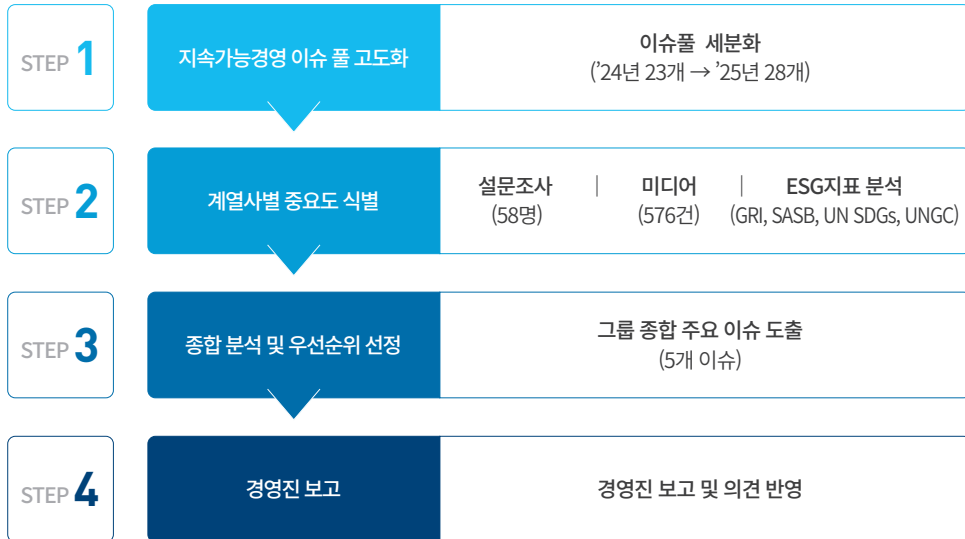 STEP 1
지속가능경영 이슈 풀 고도화
이슈풀 세분화
(’24년 23개 → ’25년 28개)
STEP 2
계열사별 중요도 식별
설문조사 | 미디어 | ESG지표 분석
(58명) (576건) (GRI, SASB, UN SDGs, UNGC)
STEP 3
종합 분석 및 우선순위 선정
그룹 종합 주요 이슈 도출
(5개 이슈)
STEP 4
경영진 보고
경영진 보고 및 의견 반영